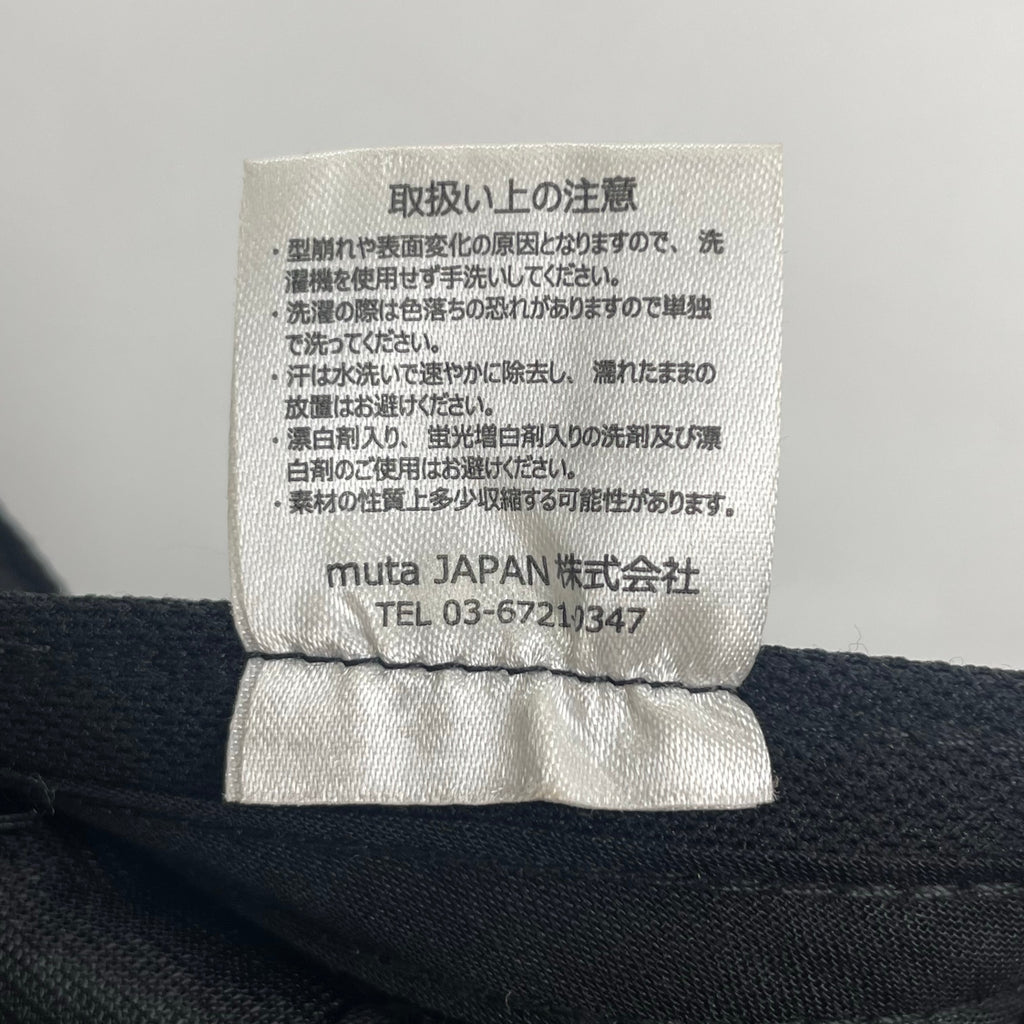 取扱い上の注意
・型崩れや表面変化の原因となりますので、洗
濯機を使用せず手洗いしてください。
・洗濯の際は色落ちの恐れがありますので単独
で洗ってください。
・汗は水洗いで速やかに除去し、濡れたままの
放置はお避けください。
・漂白剤入り、蛍光増白剤入りの洗剤及び漂
白剤のご使用はお避けください。
・素材の性質上多少収縮する可能性があります。
muta JAPAN株式会社
TEL 03-6721-0347